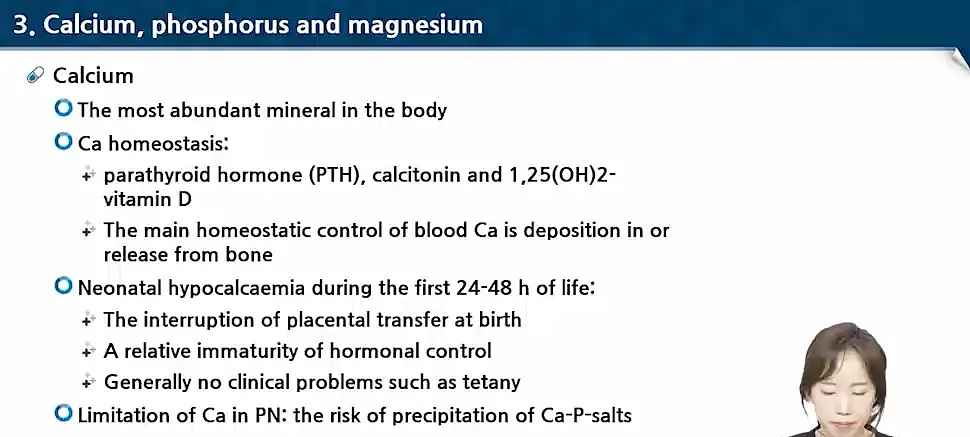 3. Calcium, phosphorus and magnesium
Calcium
The most abundant mineral in the body
Ca homeostasis:
parathyroid hormone (PTH), calcitonin and 1,25(OH)2-
vitamin D
The main homeostatic control of blood Ca is deposition in or
release from bone
Neonatal hypocalcaemia during the first 24-48 h of life:
The interruption of placental transfer at birth
A relative immaturity of hormonal control
Generally no clinical problems such as tetany
Limitation of Ca in PN: the risk of precipitation of Ca-P-salts